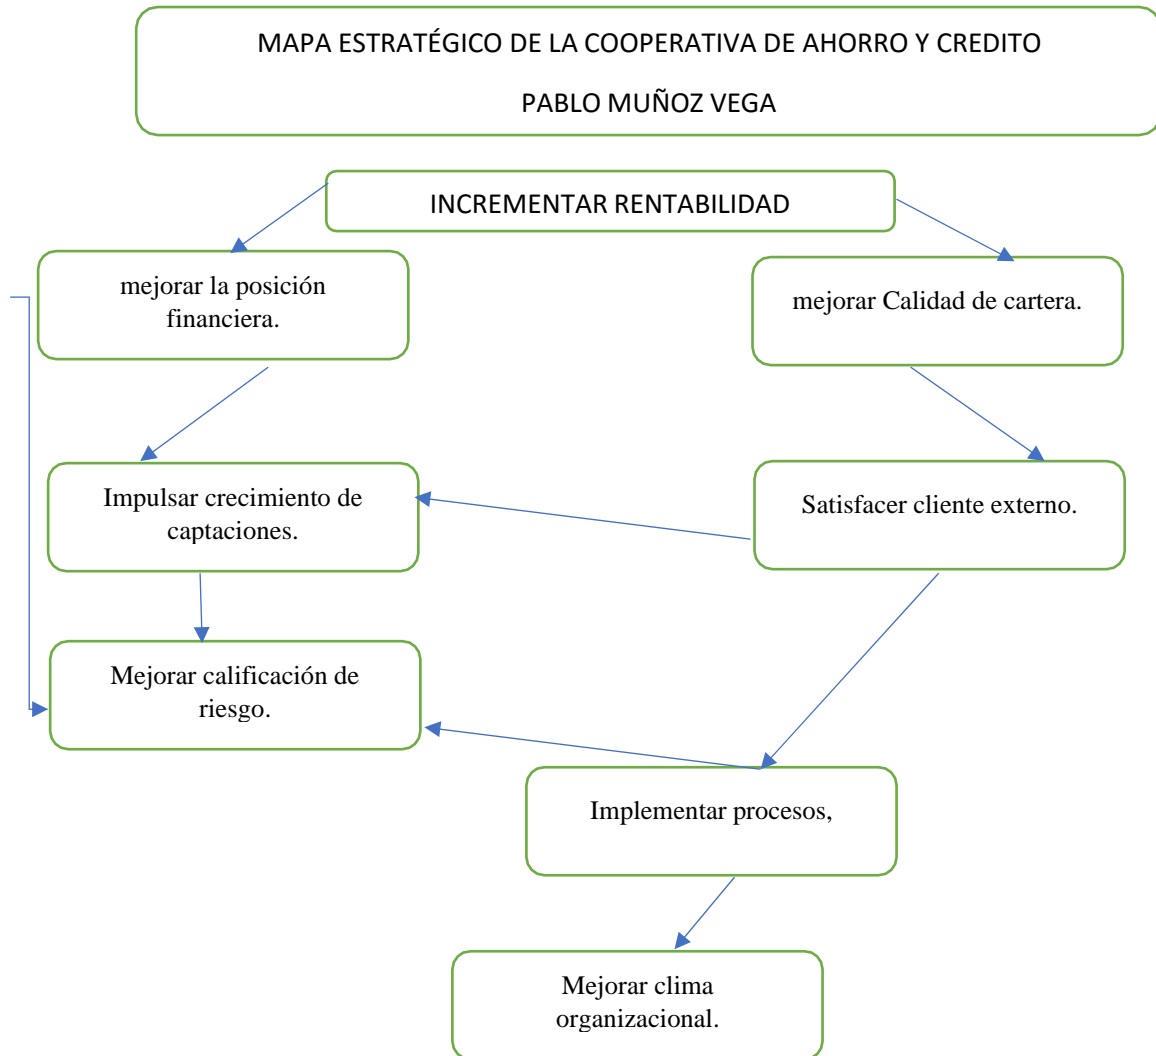 MAPA ESTRATÉGICO DE LA COOPERATIVA DE AHORRO Y CREDITO
PABLO MUÑOZ VEGA
INCREMENTAR RENTABILIDAD
mejorar la posición
financiera.
mejorar Calidad de cartera.
Impulsar crecimiento de
captaciones.
Satisfacer cliente externo.
Mejorar calificación de
riesgo.
Implementar procesos,
Mejorar clima
organizacional.